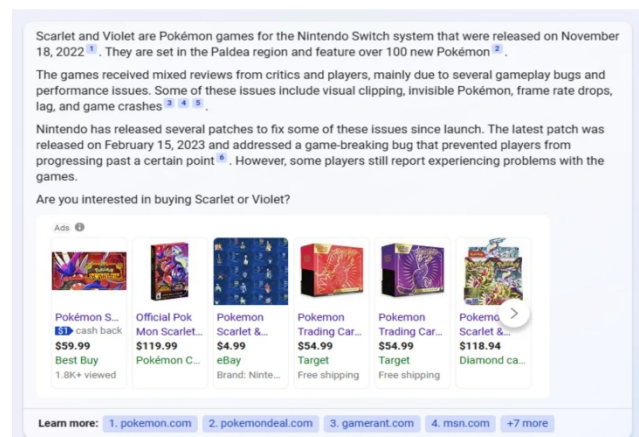 Scarlet and Violet are Pokémon games for the Nintendo Switch system that were released on November
18, 2022 1 . They are set in the Paldea region and feature over 100 new Pokémon 2 .
The games received mixed reviews from critics and players, mainly due to several gameplay bugs and
performance issues. Some of these issues include visual clipping, invisible Pokémon, frame rate drops,
lag, and game crashes 3 4 5 .
Nintendo has released several patches to fix some of these issues since launch. The latest patch was
released on February 15, 2023 and addressed a game-breaking bug that prevented players from
progressing past a certain point 6 . However, some players still report experiencing problems with the
games.
Are you interested in buying Scarlet or Violet?
Ads
Pokémon S...
$1 cash back
$59.99
Best Buy
1.8K+ viewed
Official Pok
Mon Scarlet...
$119.99
Pokémon C...
Pokemon
Scarlet &...
$4.99
eBay
Brand: Ninte...
Pokemon
Trading Car...
$54.99
Target
Free shipping
Pokemon
Trading Car...
$54.99
Target
Free shipping
Pokemo
Scarlet &...
$118.94
Diamond ca...
Learn more: 1. pokemon.com 2. pokemondeal.com 3. gamerant.com 4. msn.com +7 more